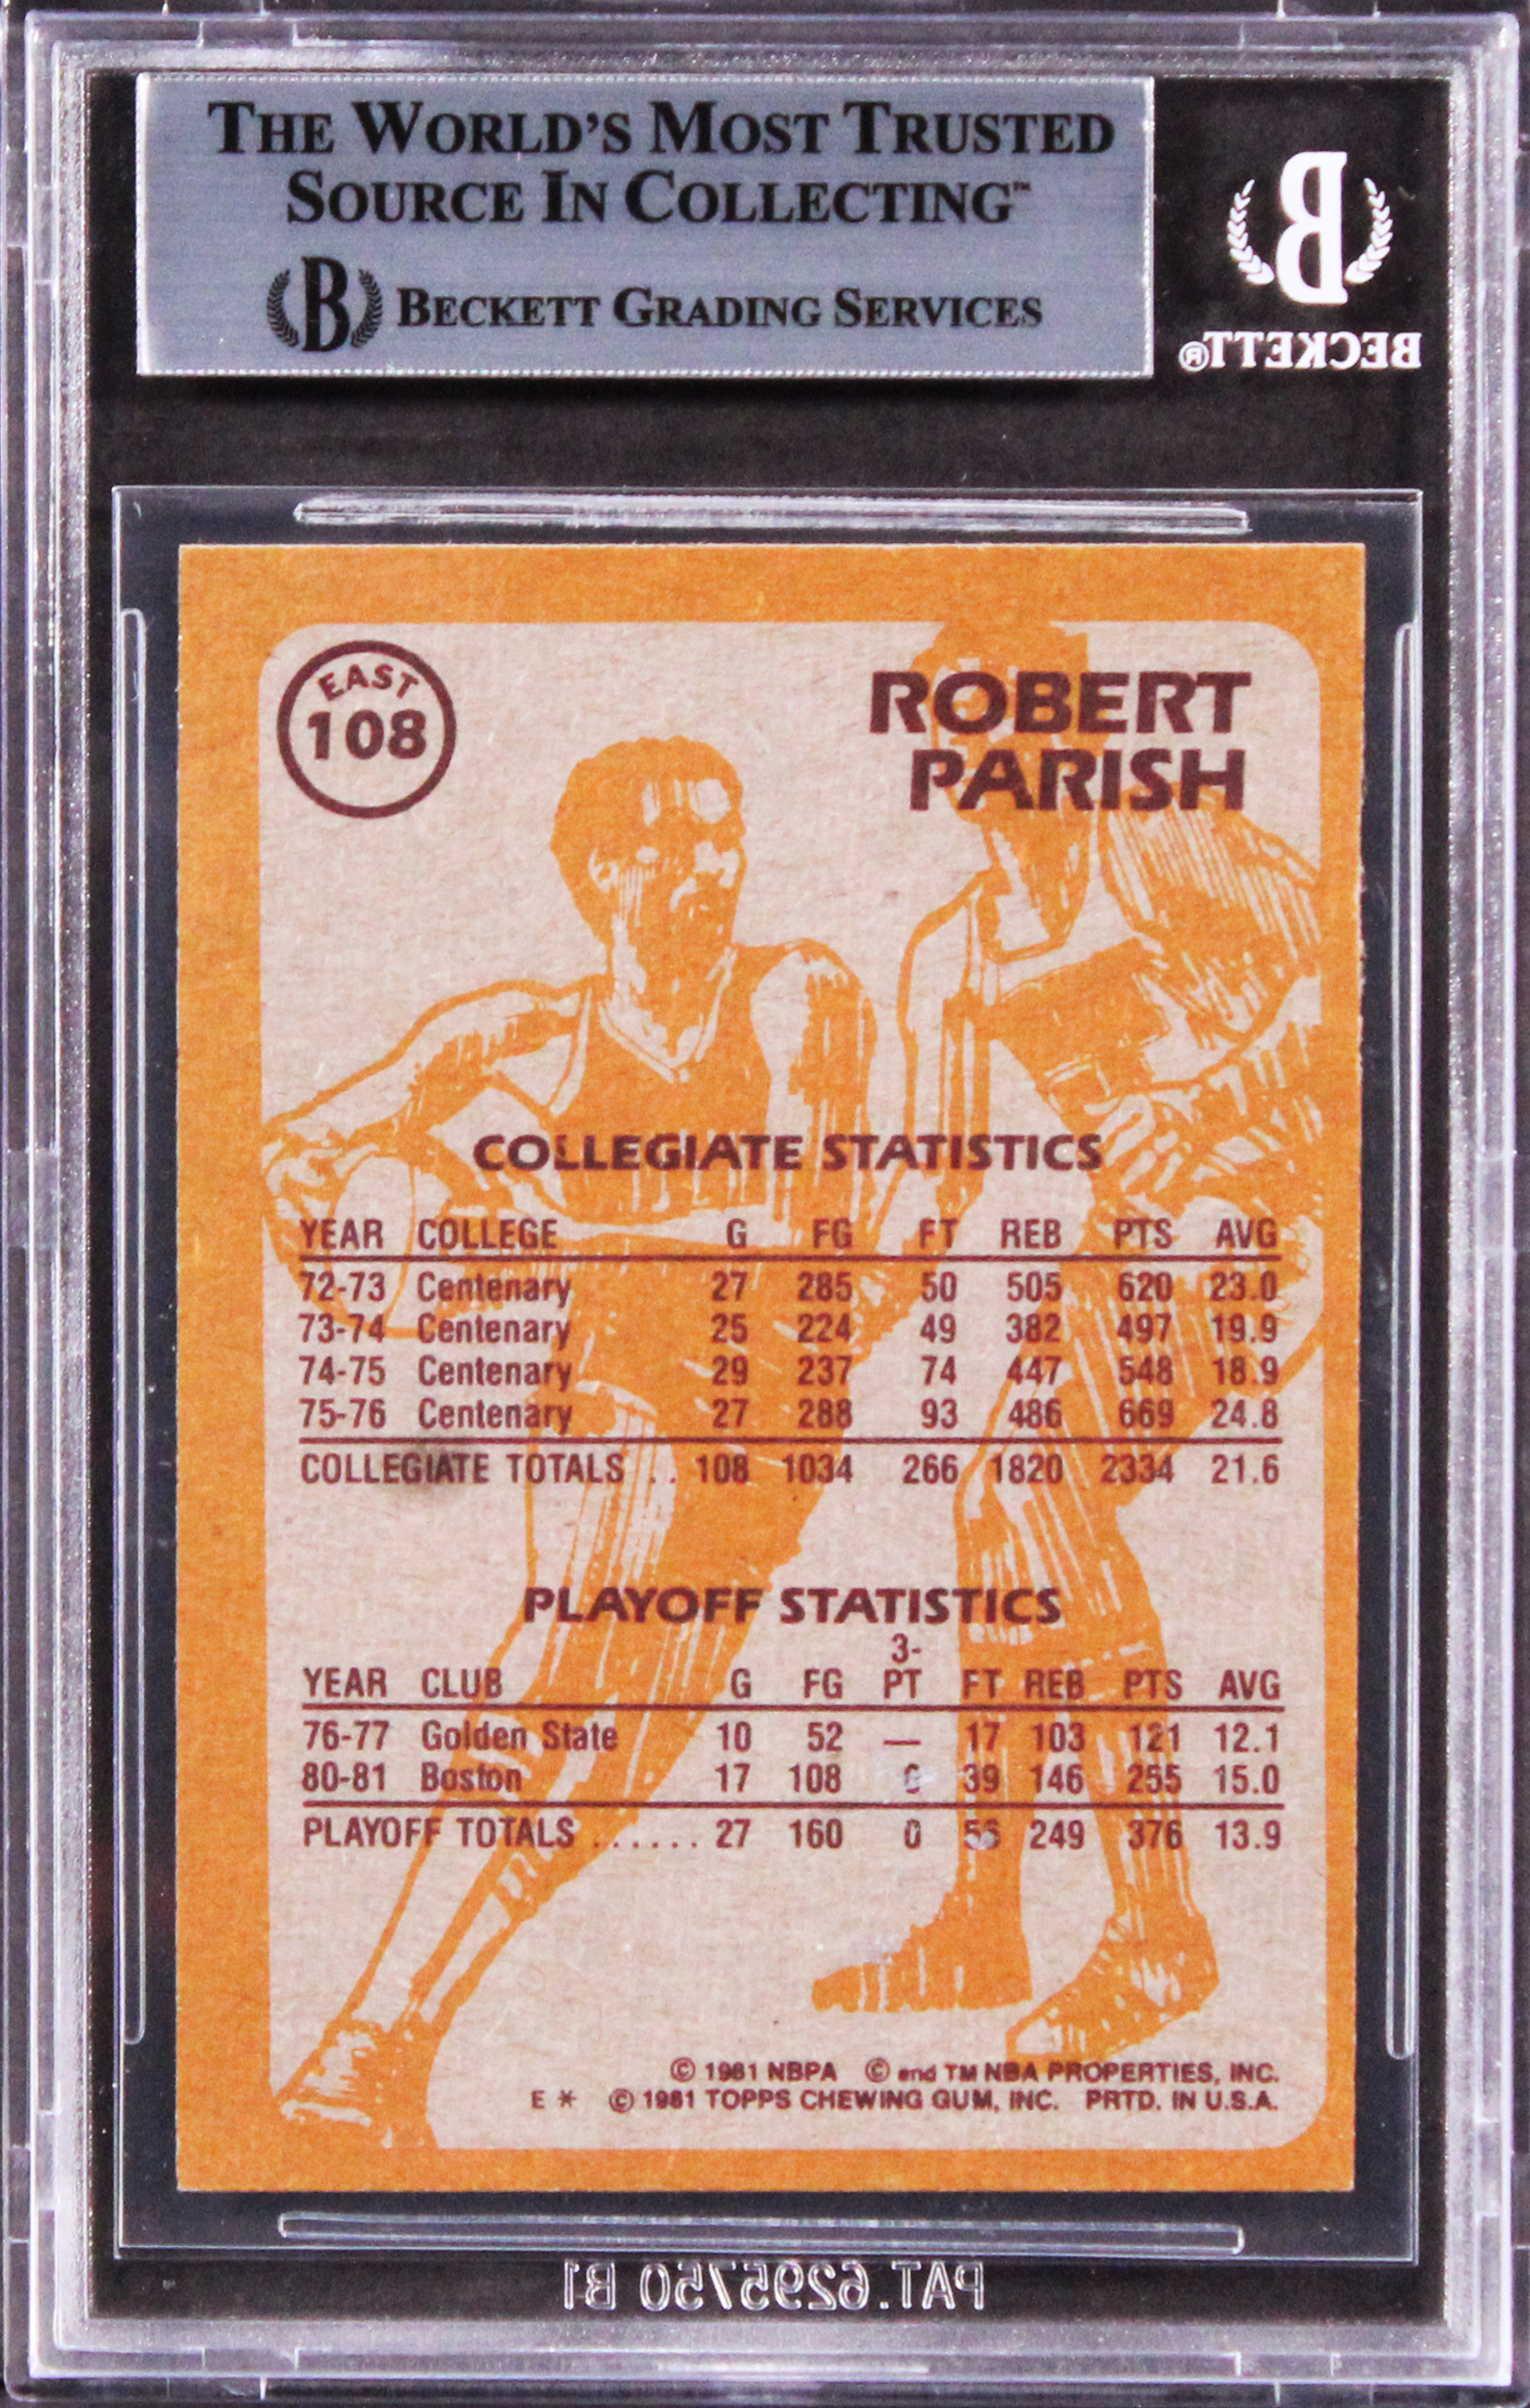 THE WORLD'S MOST TRUSTED
SOURCE IN COLLECTING™
B BECKETT GRADING SERVICES
B
BECKETT®
EAST
108
ROBERT
PARISH
COLLEGIATE STATISTICS
YEAR COLLEGE G FG FT REB PTS AVG
72-73 Centenary 27 285 50 505 620 23.0
73-74 Centenary 25 224 49 382 497 19.9
74-75 Centenary 29 237 74 447 548 18.9
75-76 Centenary 27 288 93 486 669 24.8
COLLEGIATE TOTALS .. 108 1034 266 1820 2334 21.6
PLAYOFF STATISTICS
3-
YEAR CLUB G FG PT FT REB PTS AVG
76-77 Golden State 10 52 — 17 103 121 12.1
80-81 Boston 17 108 0 39 146 255 15.0
PLAYOFF TOTALS ...... 27 160 0 56 249 376 13.9
© 1981 NBPA © and TM NBA PROPERTIES, INC.
E * © 1981 TOPPS CHEWING GUM, INC. PRTD. IN U.S.A.
PAT.6295750 B1